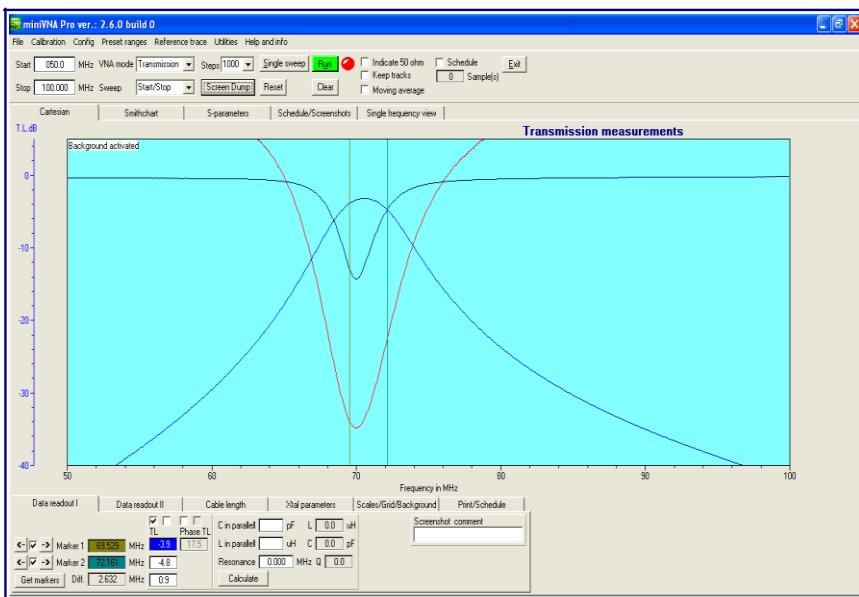 miniVNA Pro ver.: 2.6.0 build 0
File Calibration Config Preset ranges Reference trace Utilities Help and info
Start 050.0 MHz VNA mode Transmission Steps 1000 Single sweep Run Indicate 50 ohm Schedule Exit
Keep tracks 0 Sample(s)
Stop 100.000 MHz Sweep Start/Stop Screen Dump Reset Clear Moving average
Cartesian Smithchart S-parameters Schedule/Screenshots Single frequency view
T.L.dB Transmission measurements
Background activated
0
-10
-20
-30
-40
50 60 70 80 90 100
Frequency in MHz
Data readout I Data readout II Cable length Xtal parameters Scales/Grid/Background Print/Schedule
TL Phase TL C in parallell pF L 0.0 uH Screenshot comment
<- -> Marker 1 69.529 MHz -3.9 17.5 L in parallell uH C 0.0 pF
<- -> Marker 2 72.161 MHz -4.8 Resonance 0.000 MHz Q 0.0
Get markers Diff. 2.632 MHz 0.9 Calculate